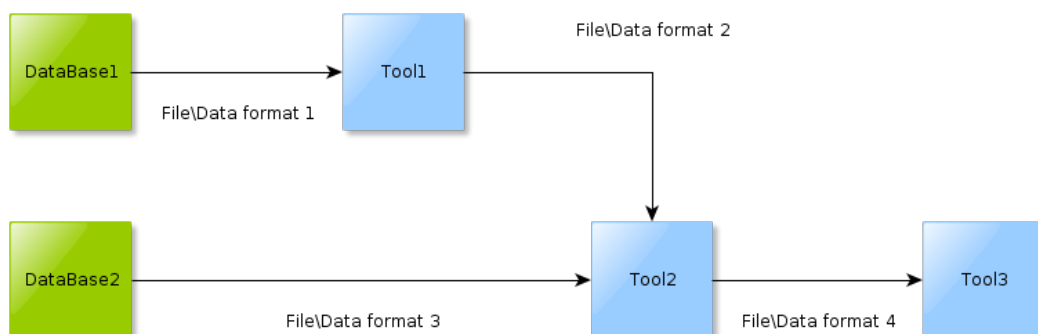 File\Data format 2
DataBase1
Tool1
File\Data format 1
DataBase2
Tool2
Tool3
File\Data format 3
File\Data format 4